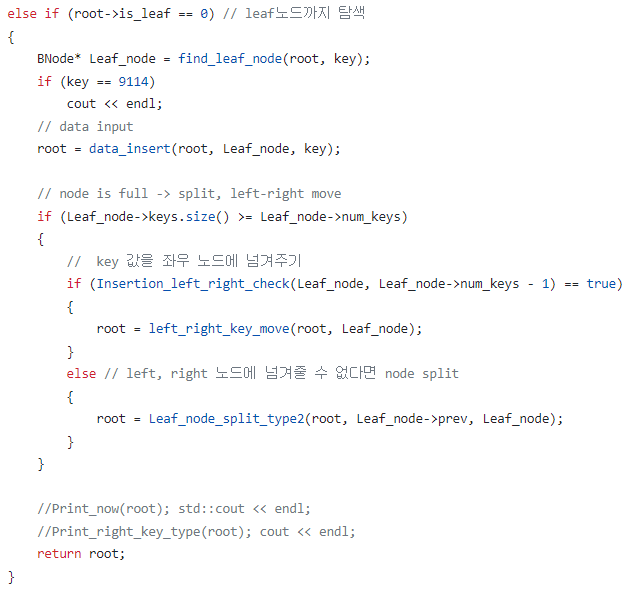 else if (root->is_leaf == 0) // leaf노드까지 탐색
{
    BNode* Leaf_node = find_leaf_node(root, key);
    if (key == 9114)
        cout << endl;
    // data input
    root = data_insert(root, Leaf_node, key);

    // node is full -> split, left-right move
    if (Leaf_node->keys.size() >= Leaf_node->num_keys)
    {
        //  key 값을 좌우 노드에 넘겨주기
        if (Insertion_left_right_check(Leaf_node, Leaf_node->num_keys - 1) == true)
        {
            root = left_right_key_move(root, Leaf_node);
        }
        else // left, right 노드에 넘겨줄 수 없다면 node split
        {
            root = Leaf_node_split_type2(root, Leaf_node->prev, Leaf_node);
        }
    }

    //Print_now(root); std::cout << endl;
    //Print_right_key_type(root); cout << endl;
    return root;
}